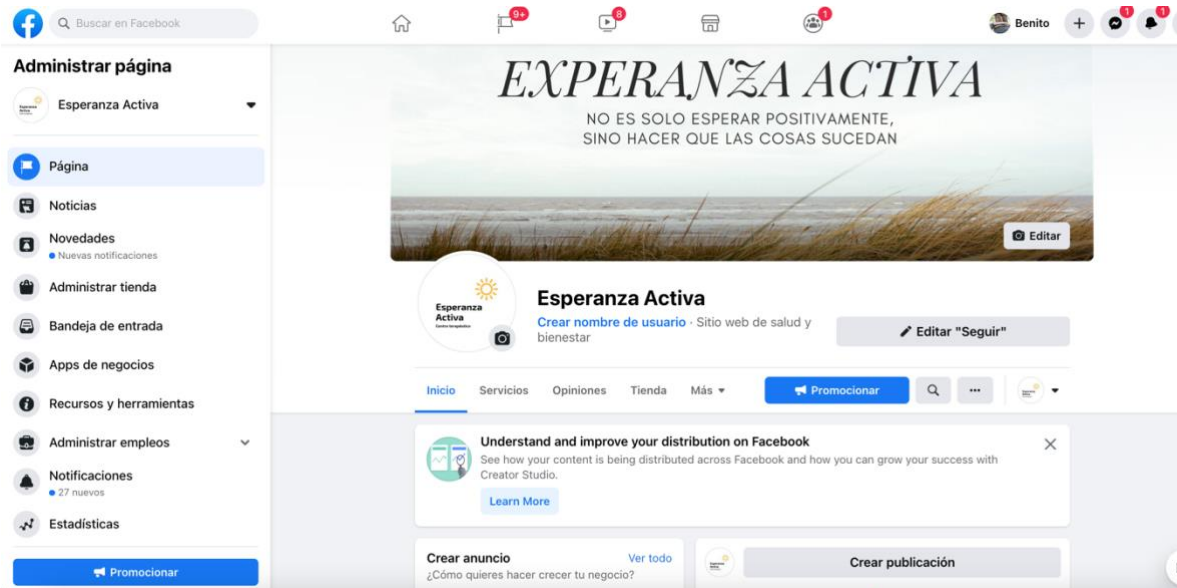 Buscar en Facebook
9+
8
1
Benito
1
1
Administrar página
Esperanza Activa
Página
Noticias
Novedades
Nuevas notificaciones
Administrar tienda
Bandeja de entrada
Apps de negocios
Recursos y herramientas
Administrar empleos
Notificaciones
27 nuevos
Estadísticas
Promocionar
EXPERANZA ACTIVA
NO ES SOLO ESPERAR POSITIVAMENTE,
SINO HACER QUE LAS COSAS SUCEDAN
Editar
Esperanza
Activa
Centro terapéutico
Esperanza Activa
Crear nombre de usuario · Sitio web de salud y
bienestar
Editar "Seguir"
Inicio Servicios Opiniones Tienda Más
Promocionar
Understand and improve your distribution on Facebook
See how your content is being distributed across Facebook and how you can grow your success with
Creator Studio.
Learn More
Crear anuncio Ver todo
¿Cómo quieres hacer crecer tu negocio?
Crear publicación